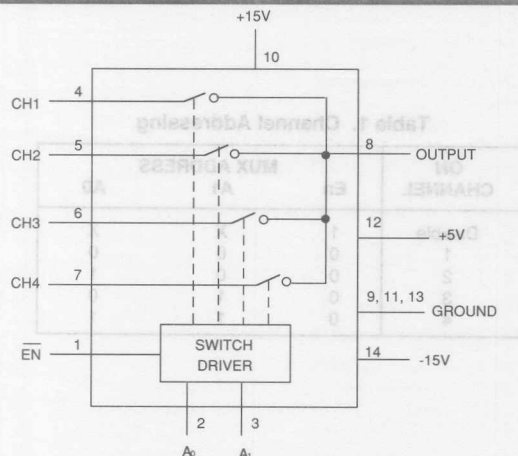 +15V
10
CH1 4
CH2 5
8 OUTPUT
CH3 6
12 +5V
CH4 7
9, 11, 13 GROUND
EN 1
SWITCH
DRIVER
14 -15V
2 3
A₀ A₁